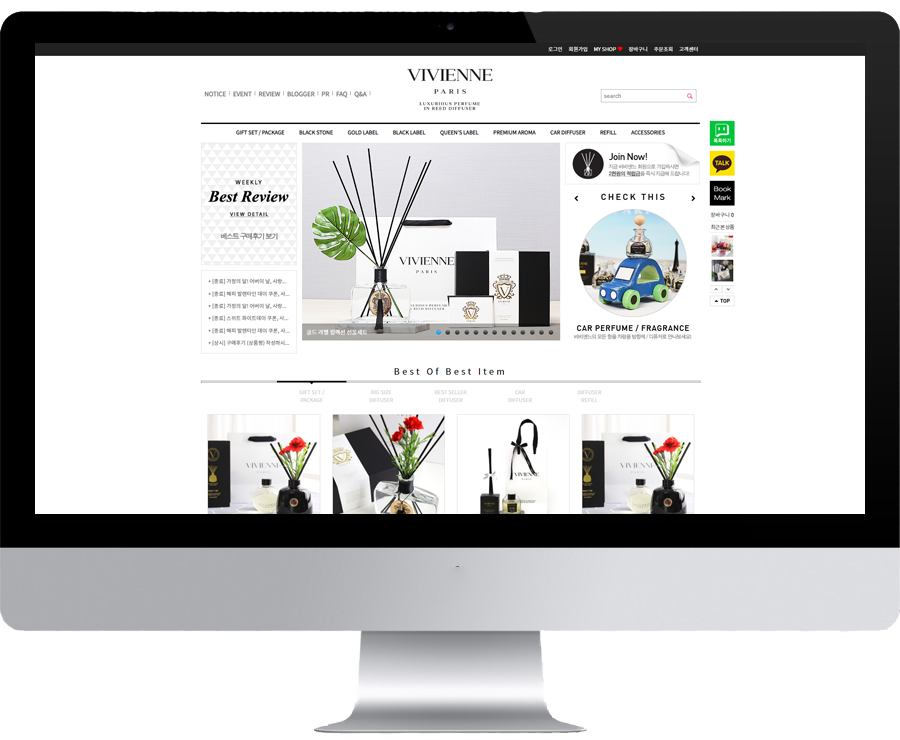 로그인 회원가입 MY SHOP 장바구니 주문조회 고객센터
VIVIENNE
PARIS
LUXURIOUS PERFUME
IN REED DIFFUSER
NOTICE EVENT REVIEW BLOGGER PR FAQ Q&A
search
GIFT SET / PACKAGE BLACK STONE GOLD LABEL BLACK LABEL QUEEN'S LABEL PREMIUM AROMA CAR DIFFUSER REFILL ACCESSORIES
WEEKLY
Best Review
VIEW DETAIL
베스트 구매후기 보기
+ [종료] 가정의 달! 어버이 날, 사랑...
+ [종료] 해피 발렌타인 데이 쿠폰, 사...
+ [종료] 가정의 달! 어버이 날, 사랑...
+ [종료] 스위트 화이트데이 쿠폰, 사...
+ [종료] 해피 발렌타인 데이 쿠폰, 사...
+ [상시] 구매후기 (상품평) 작성하시...
VIVIENNE
PARIS
골드 라벨 컬렉션 선물세트
Join Now!
지금 비비엔느 회원으로 가입하시면
2천원의 적립금을 즉시 지급해 드립니다!
CHECK THIS
CAR PERFUME / FRAGRANCE
비비엔느의 모든 향을 차량용 방향제 / 디퓨저로 만나보세요!
톡톡하기
TALK
Book
Mark
장바구니 0
최근 본 상품
TOP
Best Of Best Item
GIFT SET /
PACKAGE
BIG SIZE
DIFFUSER
BEST SELLER
DIFFUSER
CAR
DIFFUSER
DIFFUSER
REFILL
VIVIENNE
VIVIENNE
VIVIENNE